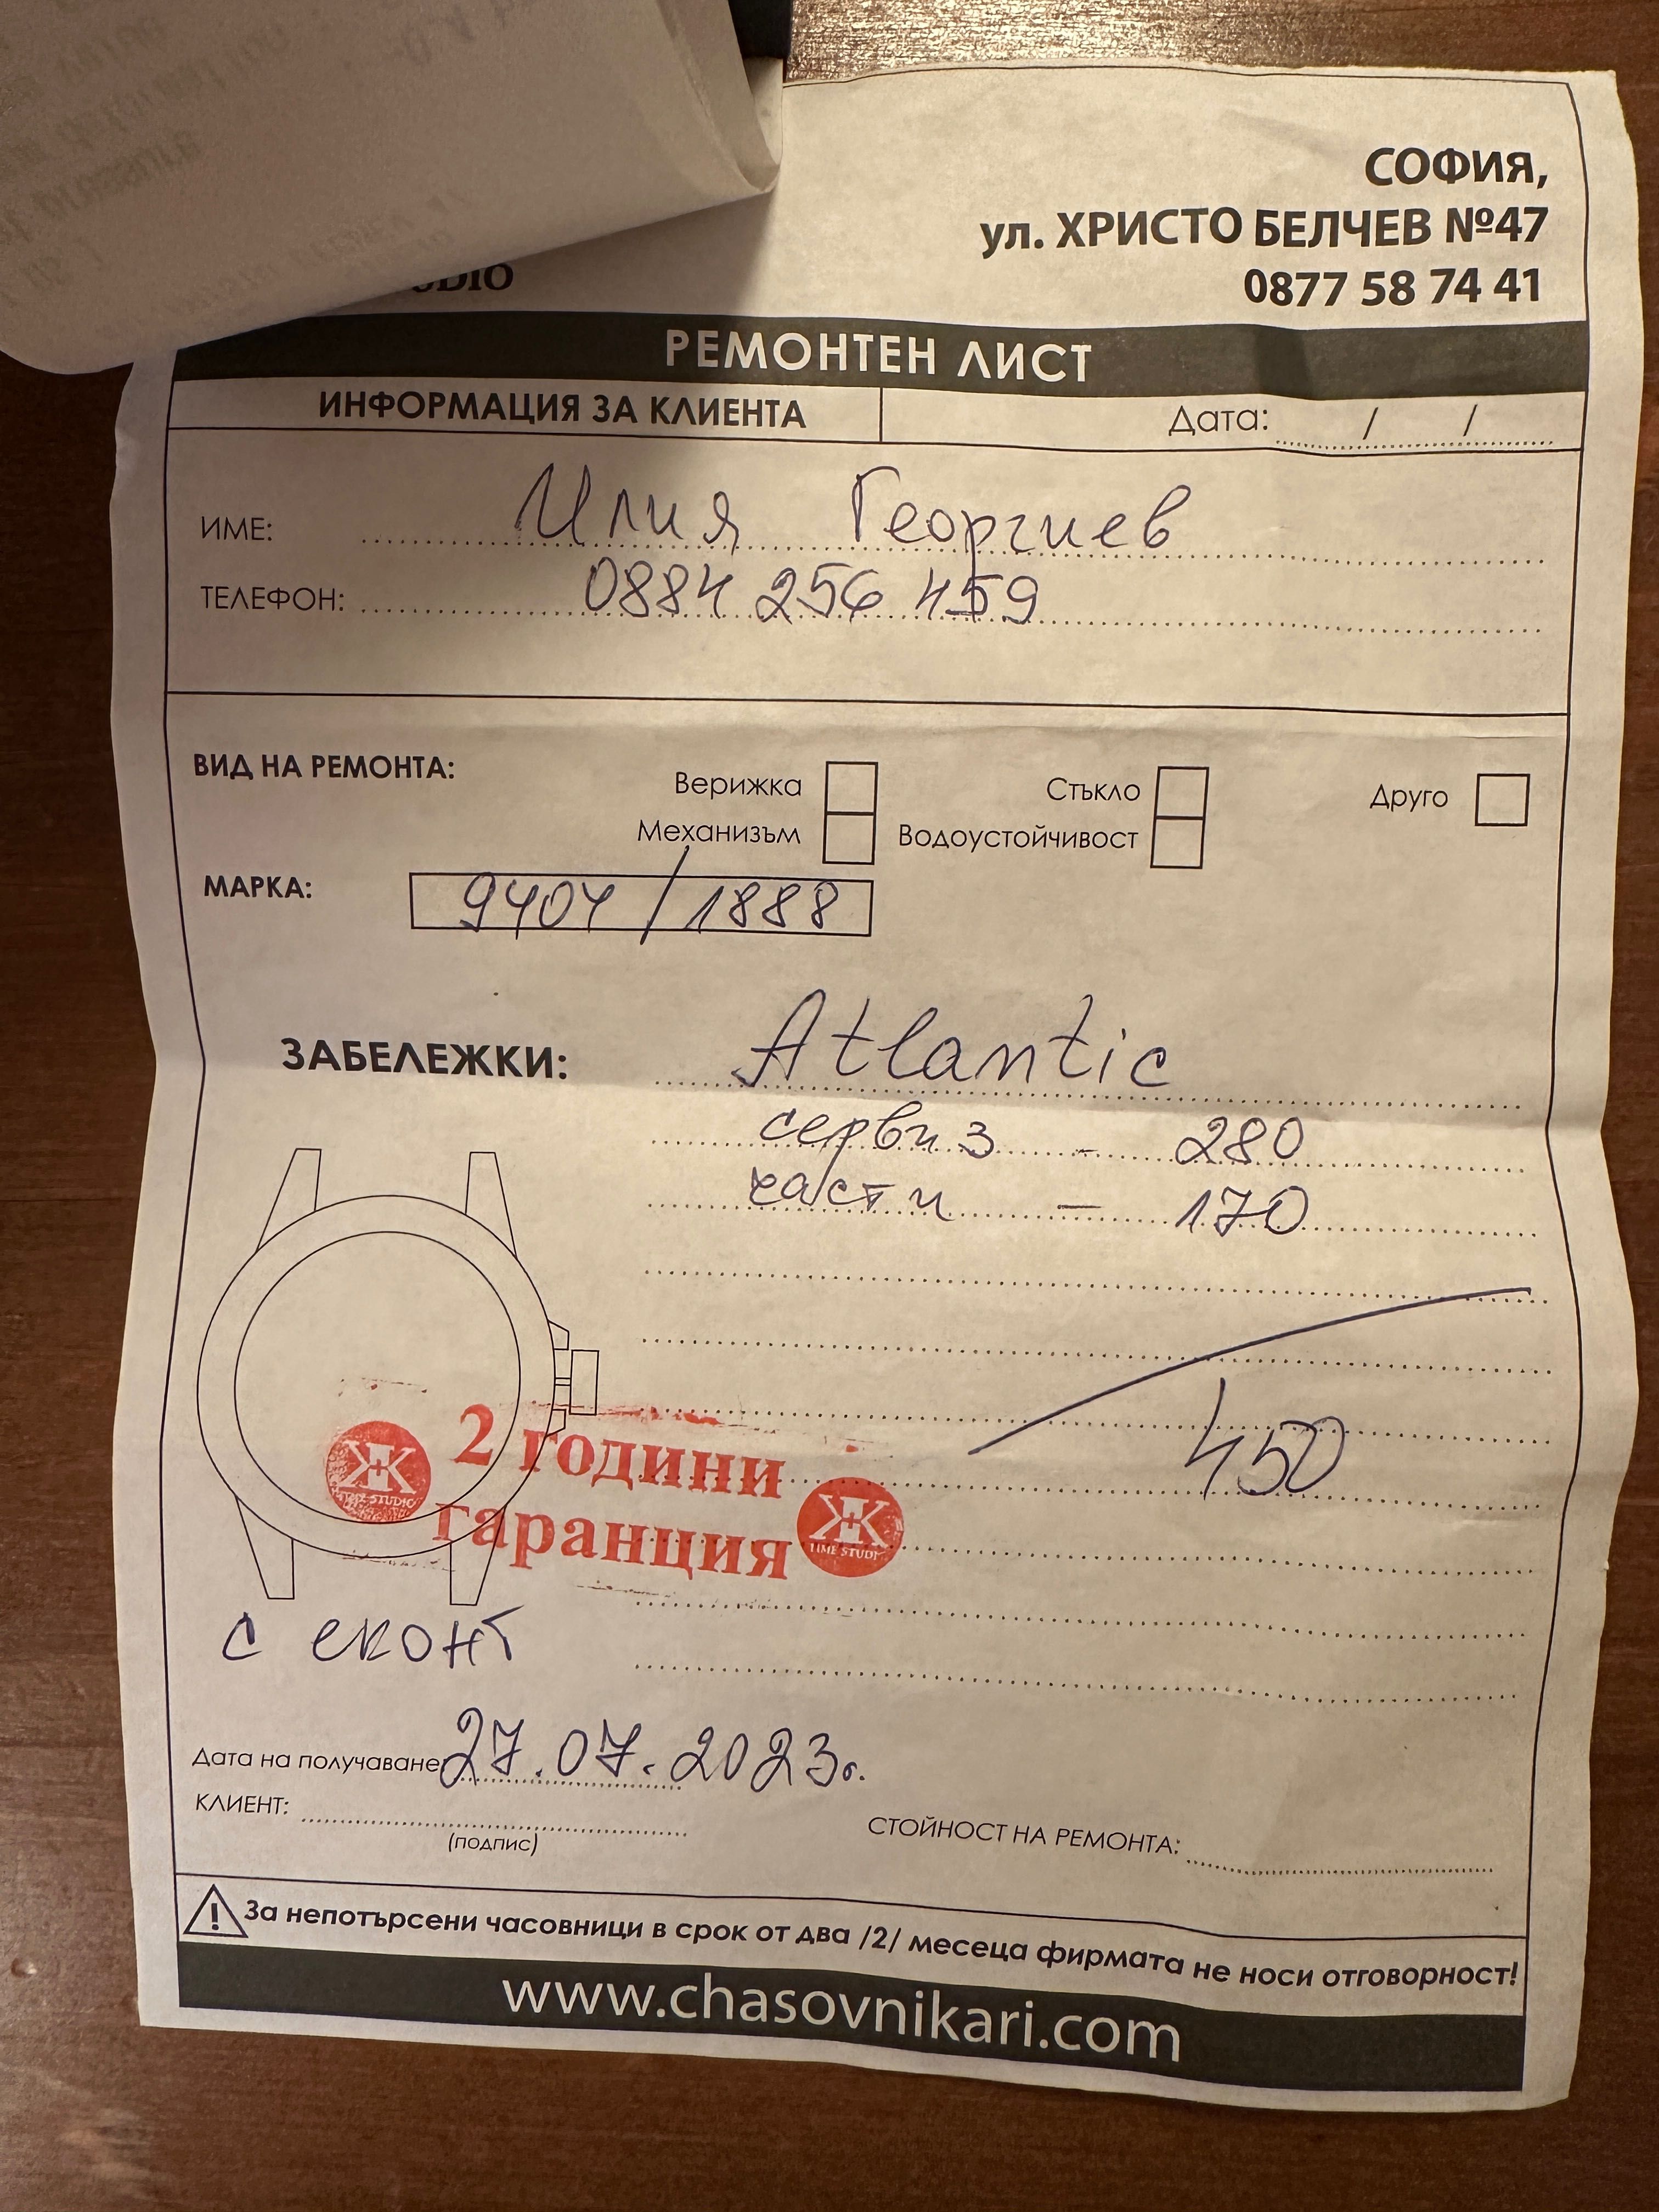 СОФИЯ,
ул. ХРИСТО БЕЛЧЕВ №47
0877 58 74 41
РЕМОНТЕН ЛИСТ
ИНФОРМАЦИЯ ЗА КЛИЕНТА Дата: / /
ИМЕ: Илия Георгиев
ТЕЛЕФОН: 0884 256 459
ВИД НА РЕМОНТА: Верижка Стъкло Друго
Механизъм Водоустойчивост
МАРКА: 9404 / 1888
ЗАБЕЛЕЖКИ: Atlantic
сервиз - 280
части - 170
450
2 години
гаранция
TIME STUDIO
с еконт
Дата на получаване 27.07.2023г.
КЛИЕНТ:
(подпис)
СТОЙНОСТ НА РЕМОНТА:
За непотърсени часовници в срок от два /2/ месеца фирмата не носи отговорност!
www.chasovnikari.com